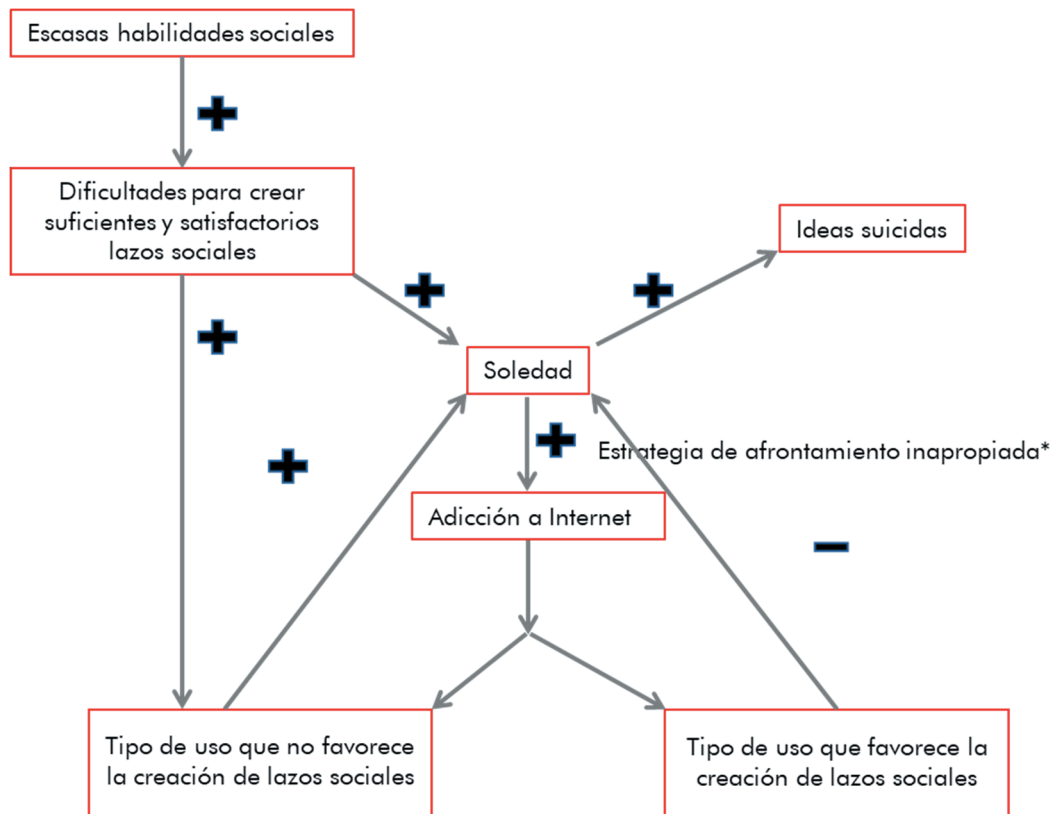 Escasas habilidades sociales
Dificultades para crear
suficientes y satisfactorios
lazos sociales
Ideas suicidas
Soledad
Estrategia de afrontamiento inapropiada*
Adicción a Internet
Tipo de uso que no favorece
la creación de lazos sociales
Tipo de uso que favorece la
creación de lazos sociales